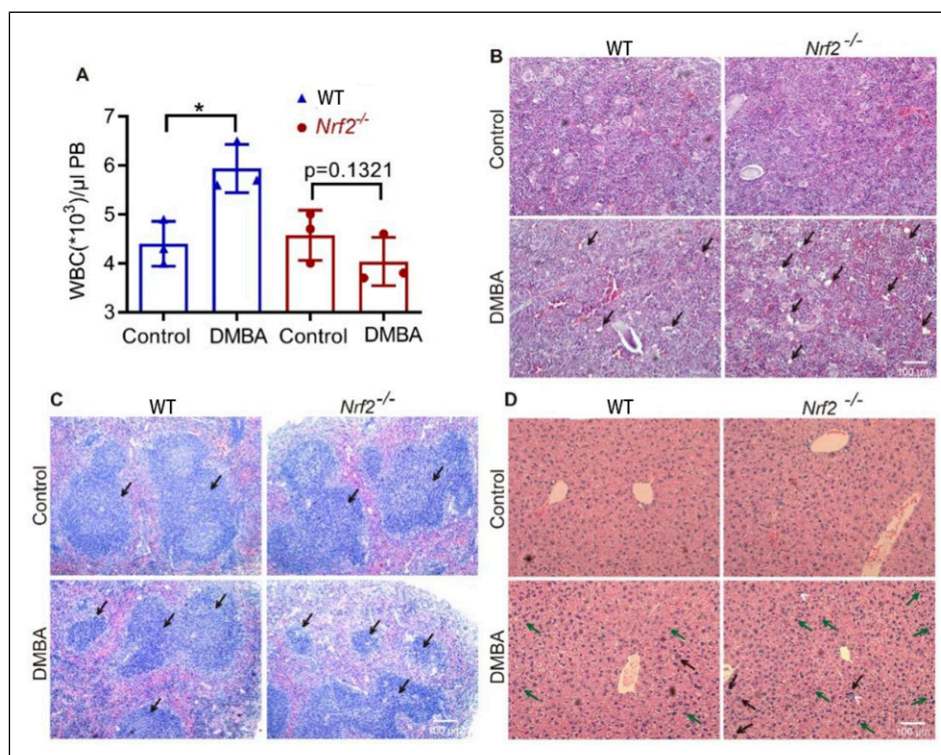 A
WT
Nrf2-/-
*
p=0.1321
WBC(*10³)/µl PB
7
6
5
4
3
Control
DMBA
Control
DMBA
B
WT
Nrf2 -/-
Control
DMBA
100 µm
C
WT
Nrf2-/-
Control
DMBA
100 µm
D
WT
Nrf2 -/-
Control
DMBA
100 µm